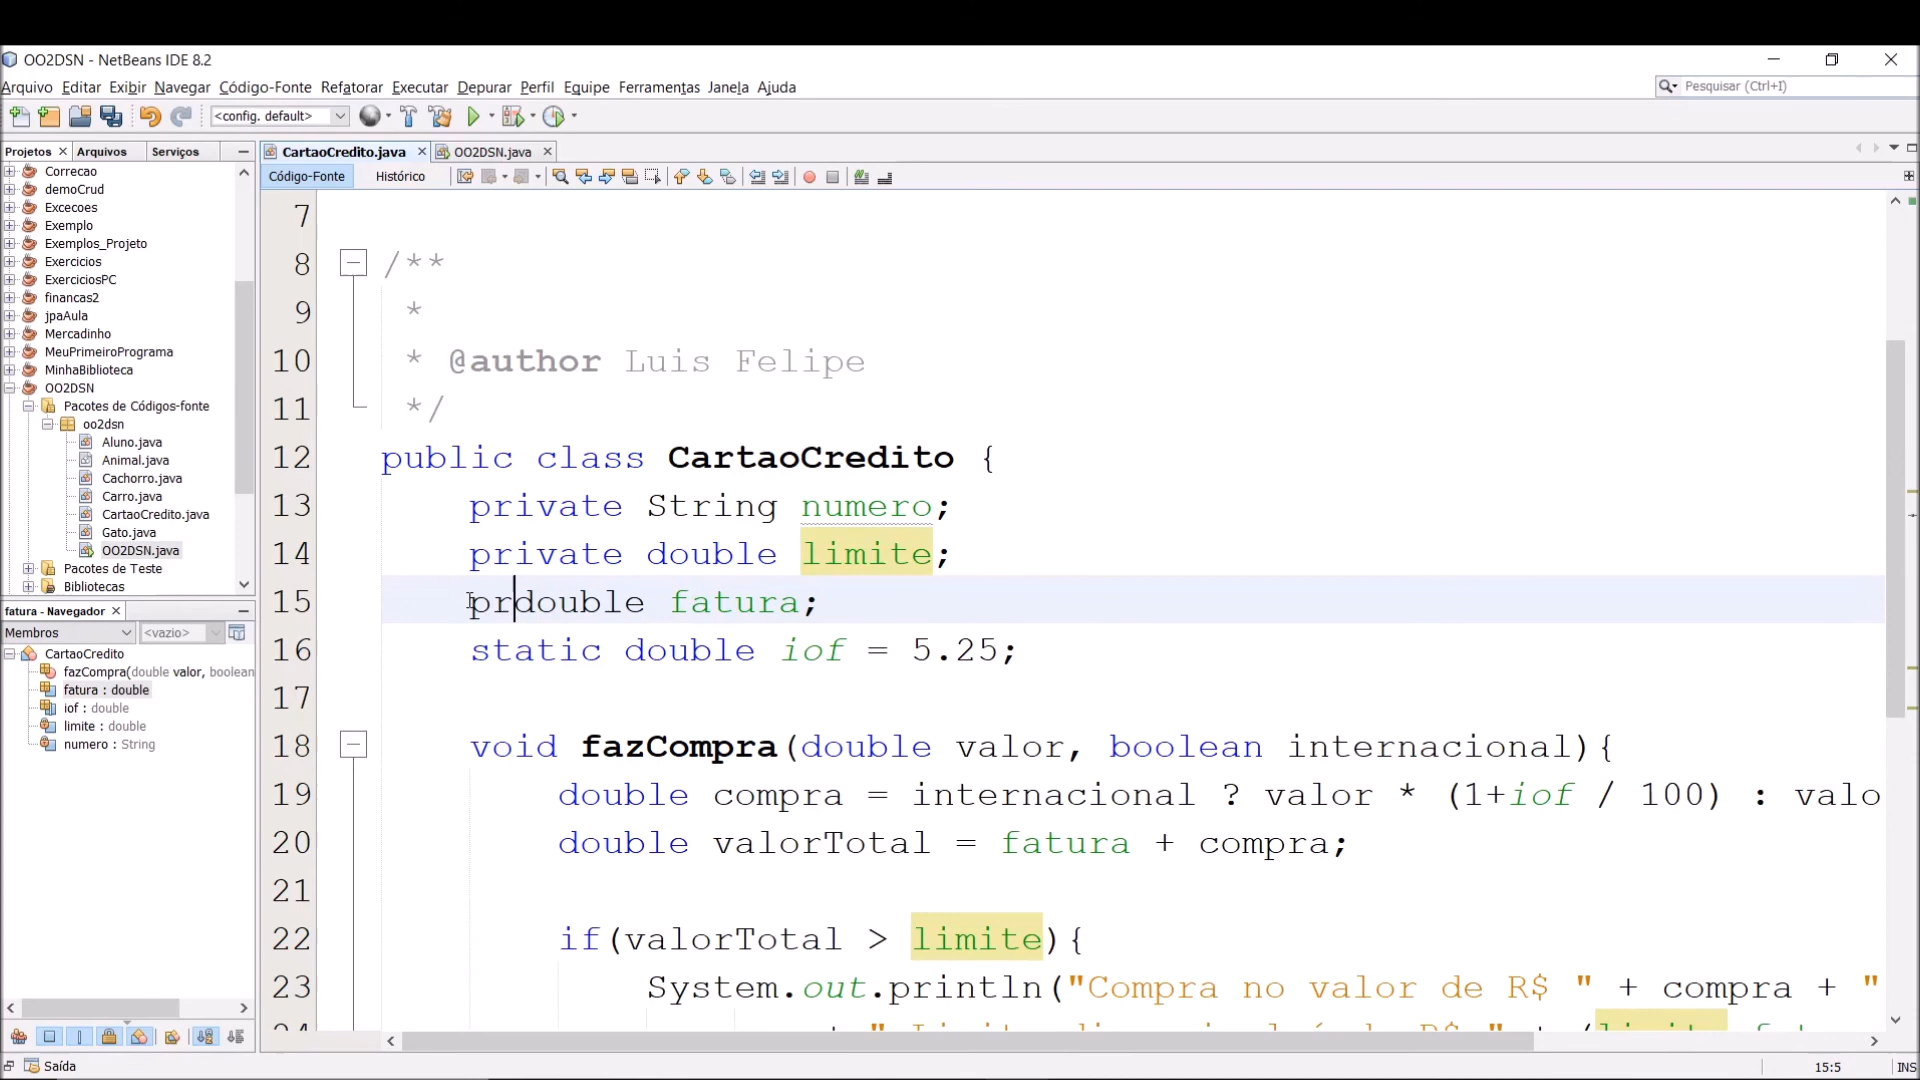 OO2DSN - NetBeans IDE 8.2
Arquivo Editar Exibir Navegar Código-Fonte Refatorar Executar Depurar Perfil Equipe Ferramentas Janela Ajuda
Pesquisar (Ctrl+I)
<config. default>
Projetos Arquivos Serviços
CartaoCredito.java OO2DSN.java
Código-Fonte Histórico
Correcao
demoCrud
Excecoes
Exemplo
Exemplos_Projeto
Exercicios
ExerciciosPC
financas2
jpaAula
Mercadinho
MeuPrimeiroPrograma
MinhaBiblioteca
OO2DSN
Pacotes de Códigos-fonte
oo2dsn
Aluno.java
Animal.java
Cachorro.java
Carro.java
CartaoCredito.java
Gato.java
OO2DSN.java
Pacotes de Teste
Bibliotecas
fatura - Navegador
Membros <vazio>
CartaoCredito
fazCompra(double valor, boolean
fatura : double
iof : double
limite : double
numero : String
7
8 /**
9 *
10 * @author Luis Felipe
11 */
12 public class CartaoCredito {
13 private String numero;
14 private double limite;
15 prdouble fatura;
16 static double iof = 5.25;
17
18 void fazCompra(double valor, boolean internacional){
19 double compra = internacional ? valor * (1+iof / 100) : valo
20 double valorTotal = fatura + compra;
21
22 if(valorTotal > limite){
23 System.out.println("Compra no valor de R$ " + compra + "
Saída
15:5 INS